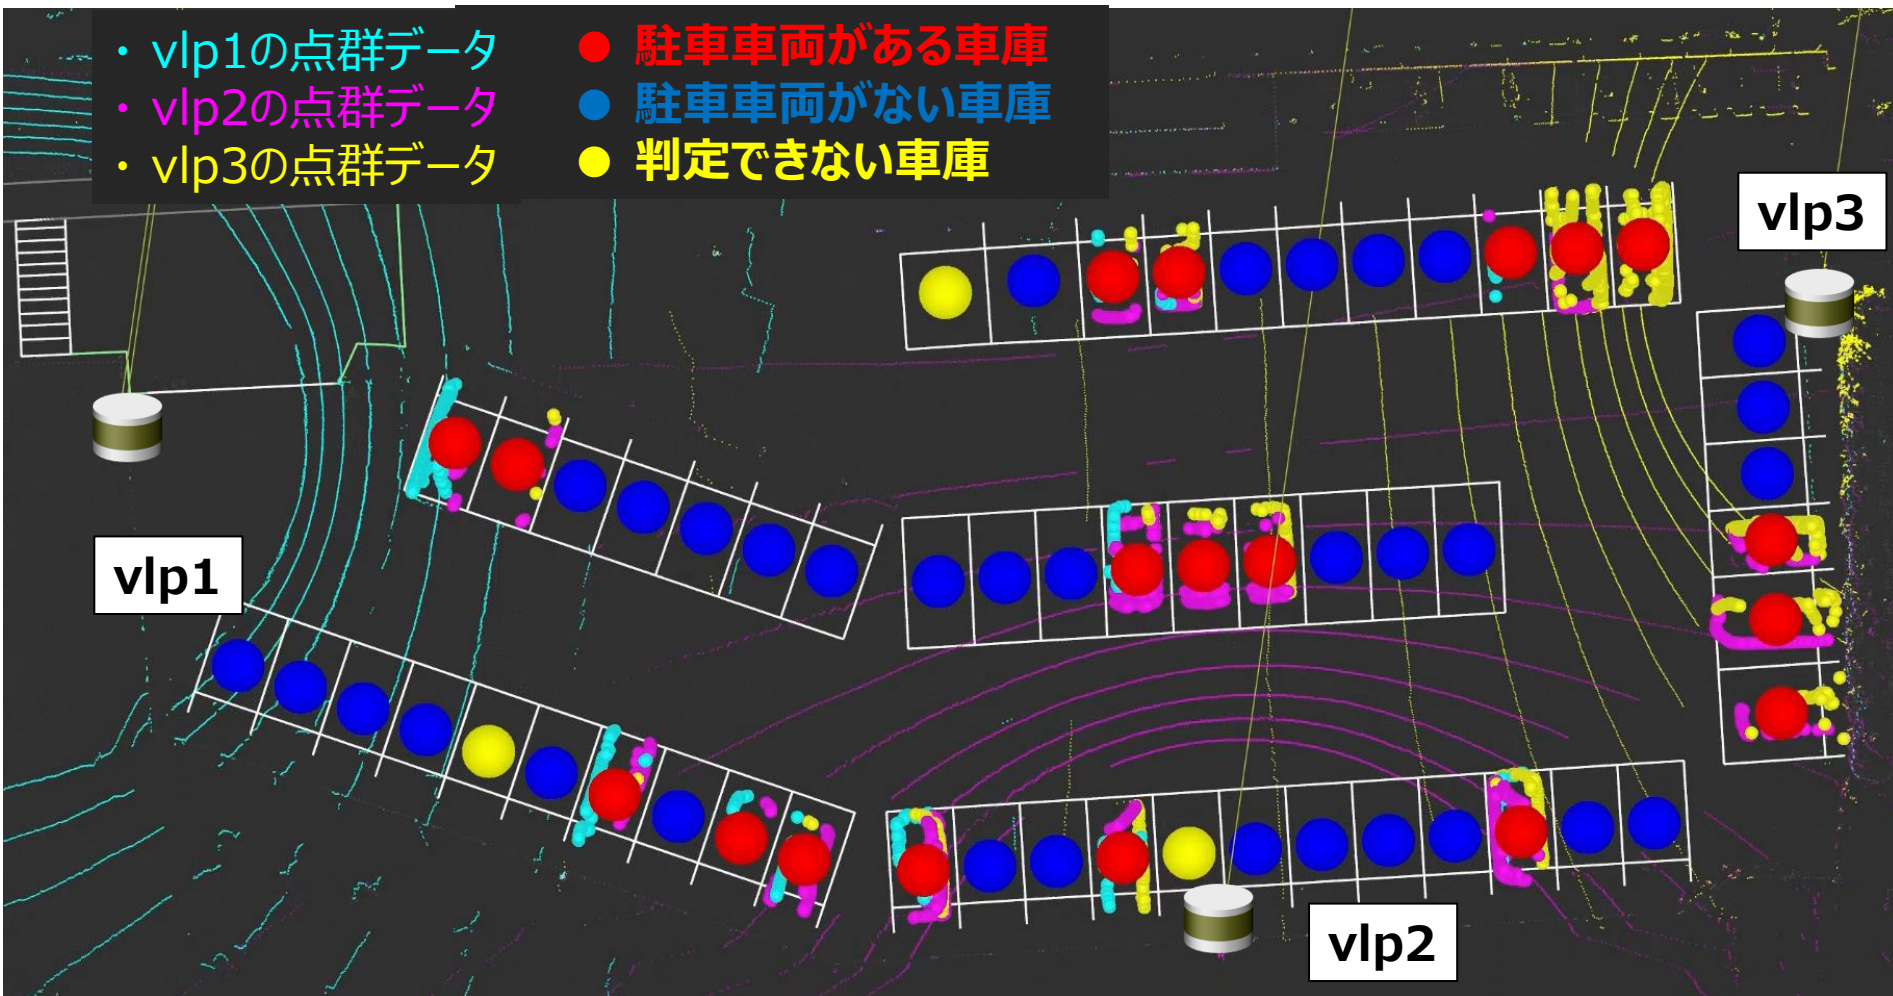 ・ vlp1の点群データ
・ vlp2の点群データ
・ vlp3の点群データ
● 駐車車両がある車庫
● 駐車車両がない車庫
● 判定できない車庫
vlp3
vlp1
vlp2